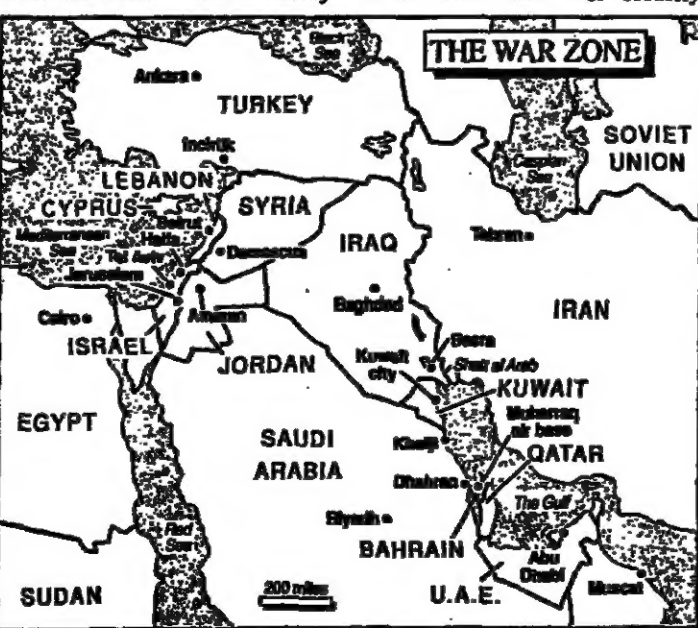 THE WAR ZONE
Black
Sea
Ankara
TURKEY
SOVIET
UNION
Caspian
Sea
Incirlik
LEBANON
CYPRUS
SYRIA
Mediterranean
Sea
Beirut
Haifa
Tel Aviv
Damascus
Jerusalem
IRAQ
Tehran
Baghdad
IRAN
Cairo
Amman
ISRAEL
JORDAN
Basra
Shatt al Arab
Kuwait
city
KUWAIT
EGYPT
SAUDI
ARABIA
Khafji
Muharraq
air base
QATAR
Dhahran
The Gulf
Riyadh
Red
Sea
BAHRAIN
Abu
Dhabi
SUDAN
200 miles
U.A.E.
Muscat